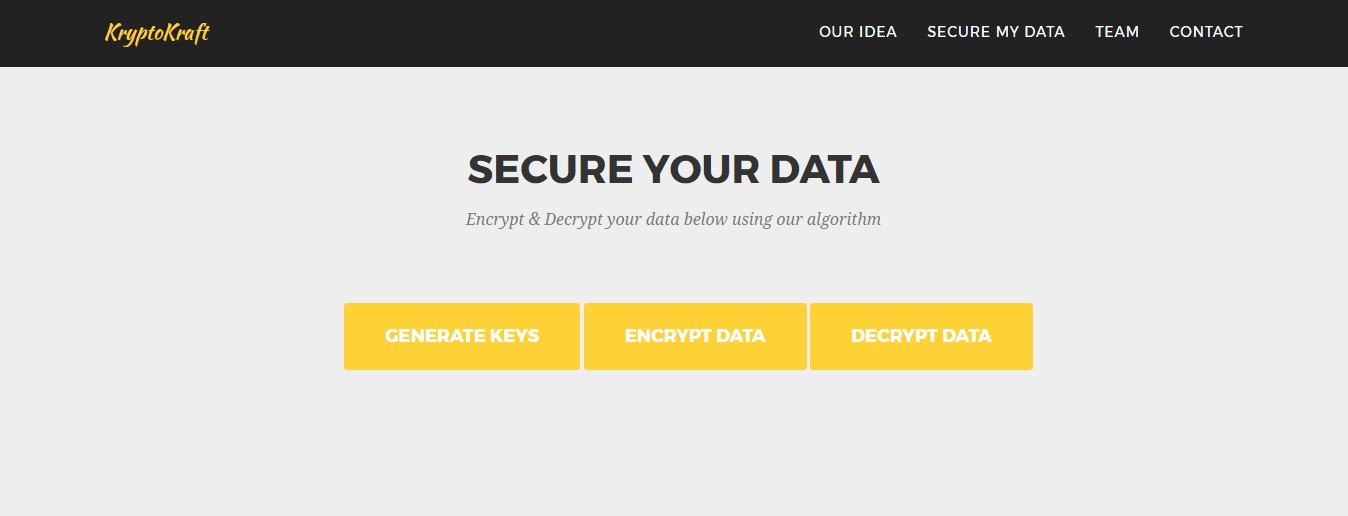 KryptoKraft OUR IDEA SECURE MY DATA TEAM CONTACT
SECURE YOUR DATA
Encrypt & Decrypt your data below using our algorithm
GENERATE KEYS ENCRYPT DATA DECRYPT DATA